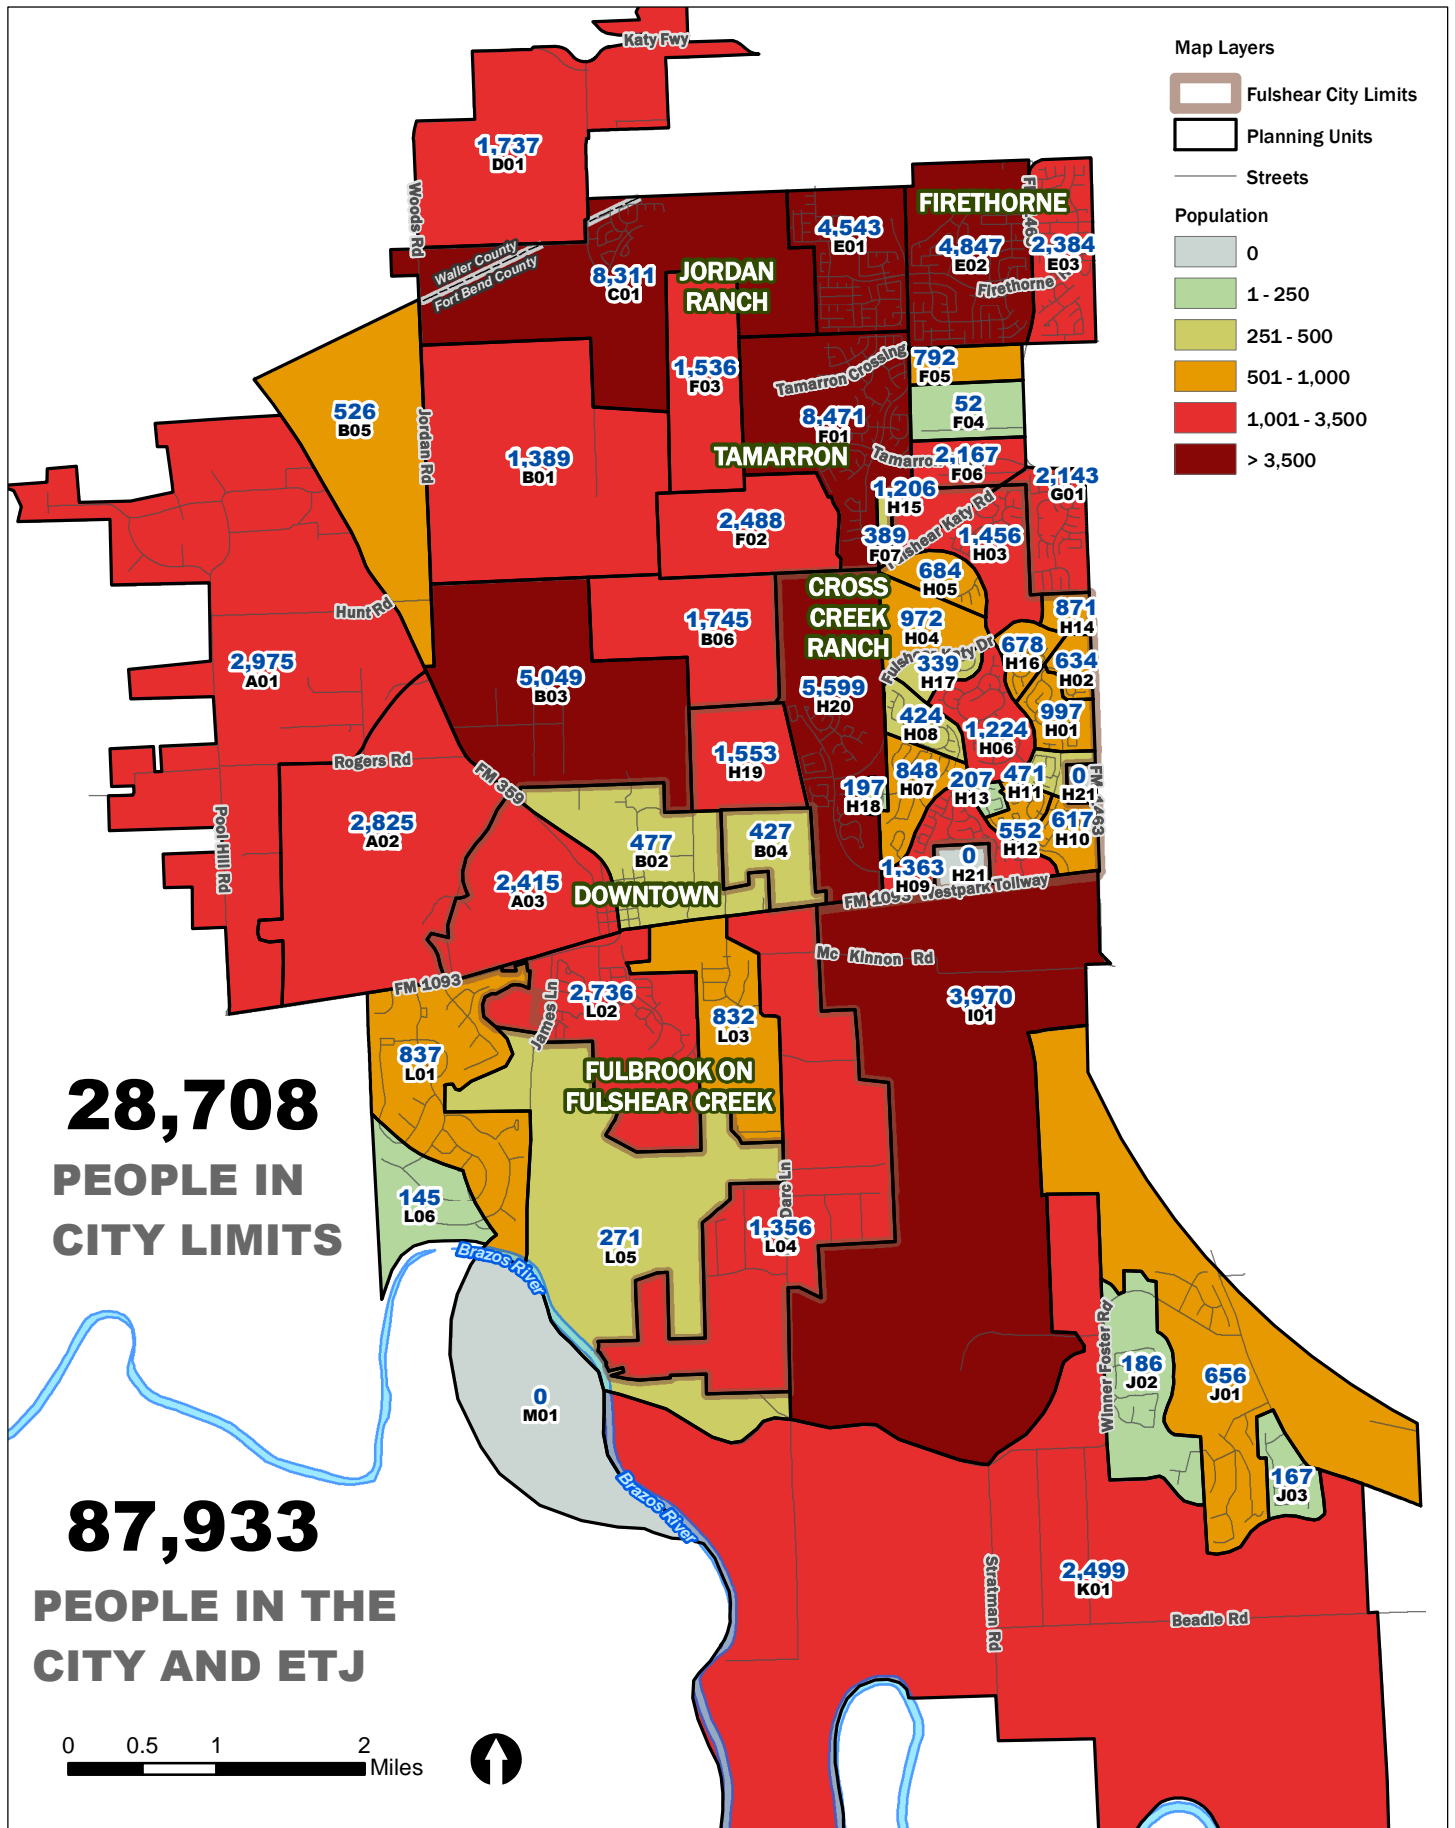 Katy Fwy
Map Layers
Fulshear City Limits
Planning Units
Streets
Population
0
1 - 250
251 - 500
501 - 1,000
1,001 - 3,500
> 3,500
1,737
D01
Woods Rd
Waller County
Fort Bend County
8,311
C01
JORDAN
RANCH
4,543
E01
FIRETHORNE
4,847
E02
2,384
E03
Firethorne
526
B05
Jordan Rd
1,389
B01
1,536
F03
Tamarron Crossing
8,471
F01
TAMARRON
792
F05
52
F04
2,167
F06
2,143
G01
1,206
H15
2,488
F02
389
F07
Fulshear Katy Rd
1,456
H03
684
H05
CROSS
CREEK
RANCH
972
H04
871
H14
Hunt Rd
1,745
B06
678
H16
634
H02
339
H17
2,975
A01
5,049
B03
5,599
H20
424
H08
1,224
H06
997
H01
Rogers Rd
FM 359
1,553
H19
197
H18
848
H07
207
H13
471
H11
0
H21
Pool Hill Rd
2,825
A02
477
B02
427
B04
552
H12
617
H10
1,363
H09
0
H21
2,415
A03
DOWNTOWN
FM 1093 Westpark Tollway
Mc Kinnon Rd
FM 1093
James Ln
2,736
L02
832
L03
3,970
I01
837
L01
FULBROOK ON
FULSHEAR CREEK
28,708
PEOPLE IN
CITY LIMITS
145
L06
271
L05
Darc Ln
1,356
L04
Brazos River
Winner Foster Rd
186
J02
656
J01
0
M01
167
J03
Brazos River
87,933
PEOPLE IN THE
CITY AND ETJ
Stratman Rd
2,499
K01
Beadle Rd
0 0.5 1 2
Miles